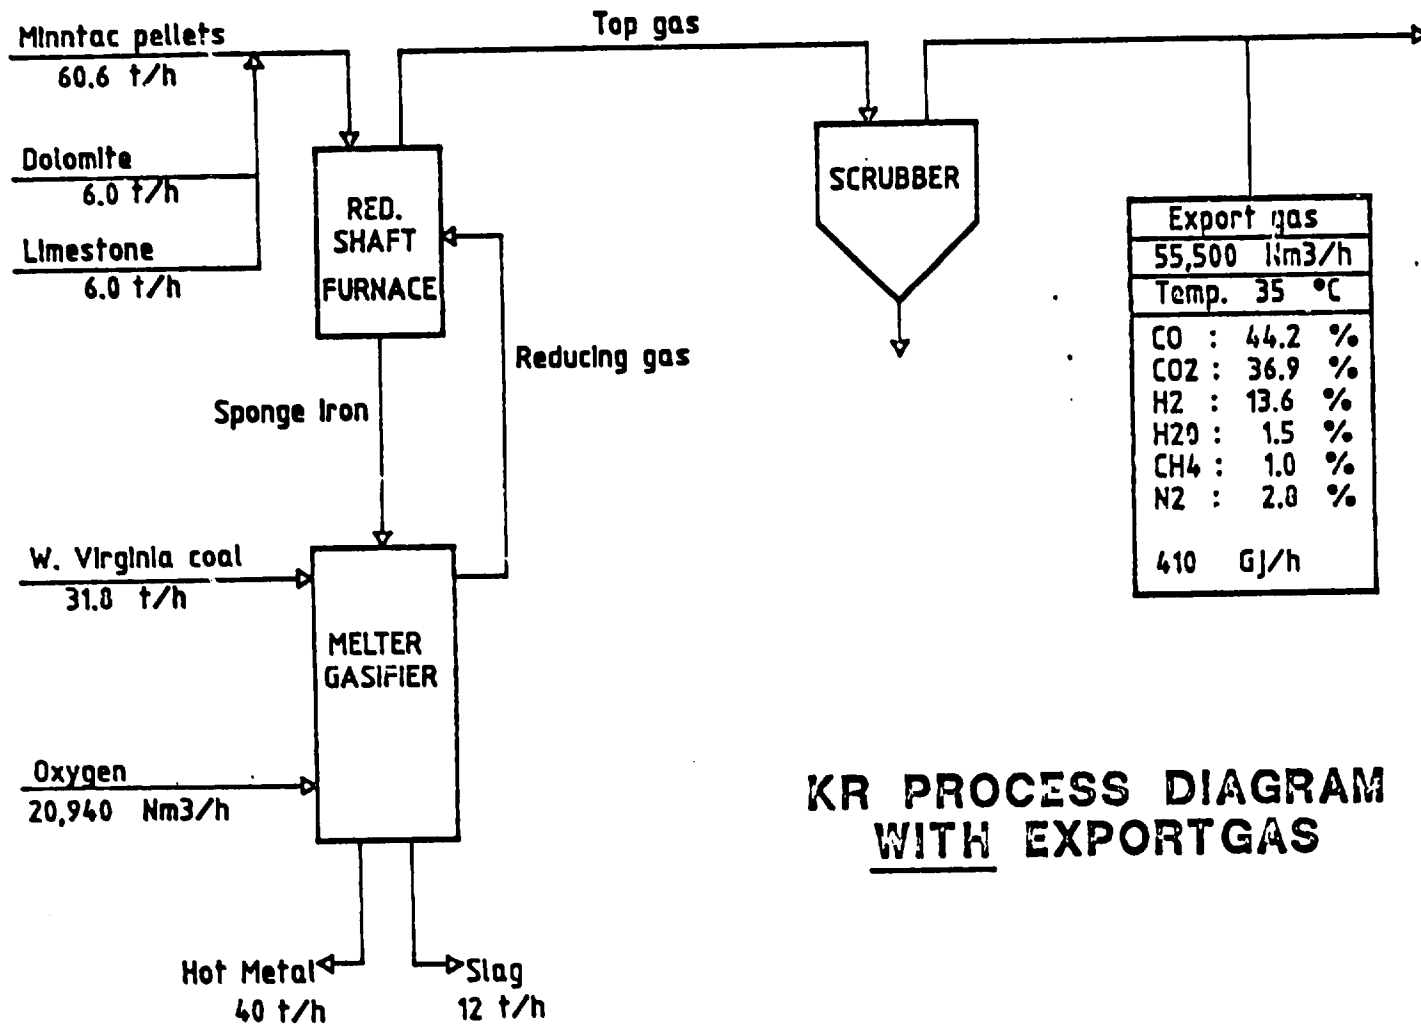 Minntac pellets
60.6 t/h
Dolomite
6.0 t/h
Limestone
6.0 t/h
Top gas
RED.
SHAFT
FURNACE
SCRUBBER
Export gas
55,500 Nm3/h
Temp. 35 °C
CO : 44.2 %
CO2 : 36.9 %
H2 : 13.6 %
H2O : 1.5 %
CH4 : 1.0 %
N2 : 2.8 %
410 Gj/h
Reducing gas
Sponge Iron
W. Virginia coal
31.8 t/h
MELTER
GASIFIER
Oxygen
20,940 Nm3/h
Hot Metal
40 t/h
Slag
12 t/h
KR PROCESS DIAGRAM
WITH EXPORTGAS